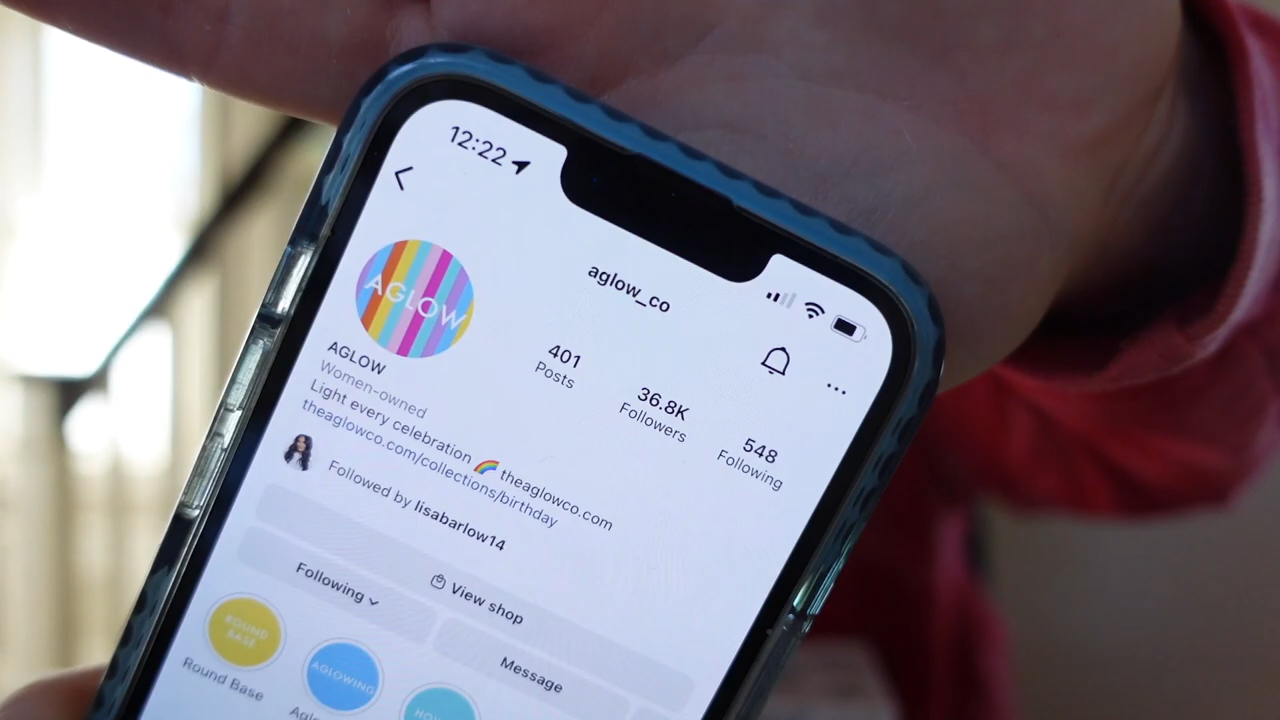 12:22
aglow_co
AGLOW
401
Posts
36.8K
Followers
548
Following
AGLOW
Women-owned
Light every celebration 🌈 theaglowco.com
theaglowco.com/collections/birthday
Followed by lisabarlow14
View shop
Following
Message
ROUND
BASE
AGLOWING
Round Base